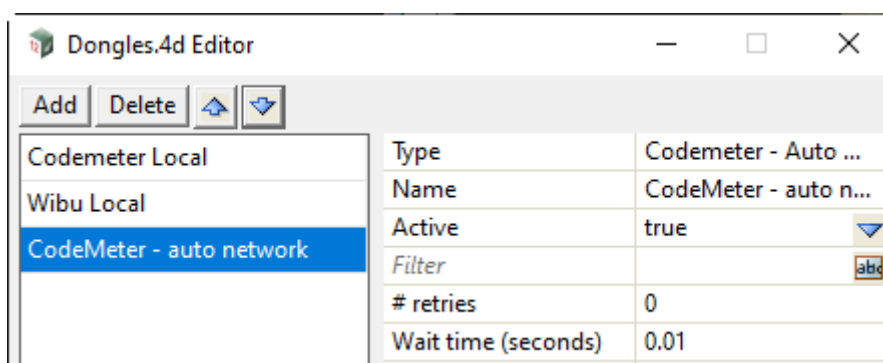 Dongles.4d Editor
Add Delete
Codemeter Local
Wibu Local
CodeMeter - auto network
Type Codemeter - Auto ...
Name CodeMeter - auto n...
Active true
Filter abc
# retries 0
Wait time (seconds) 0.01